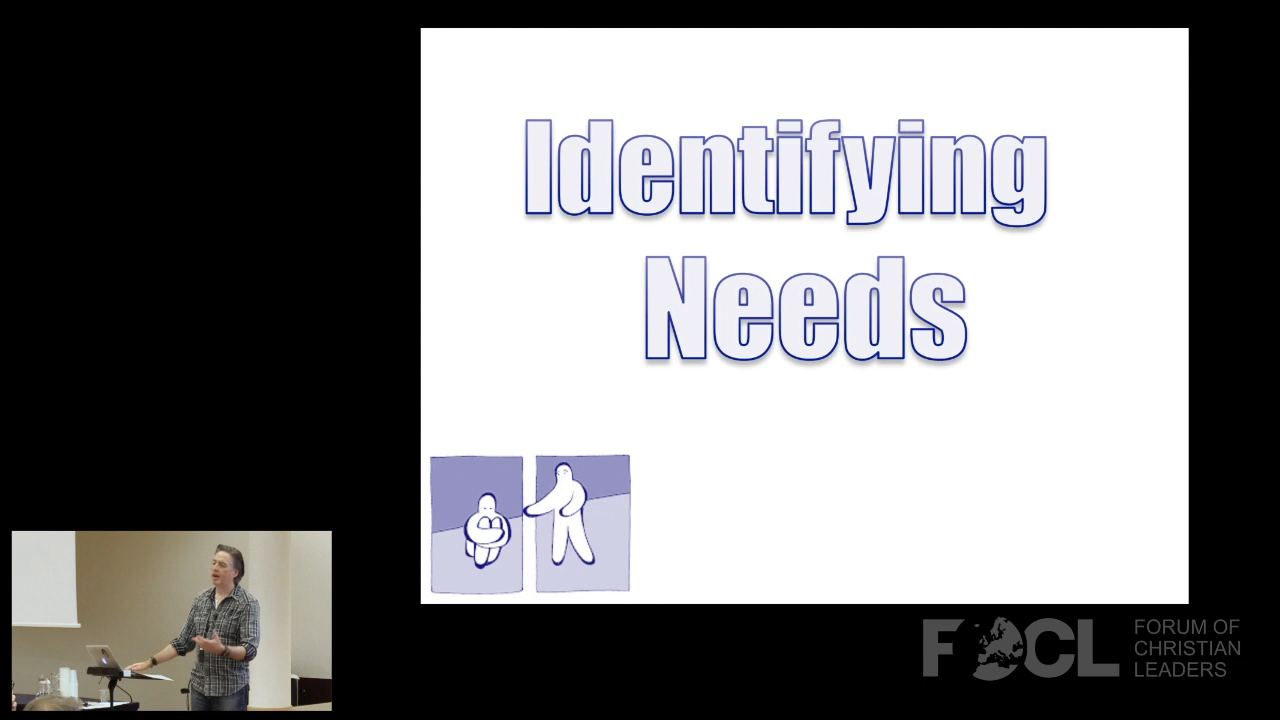 Identifying
Needs
FOCL
FORUM OF
CHRISTIAN
LEADERS